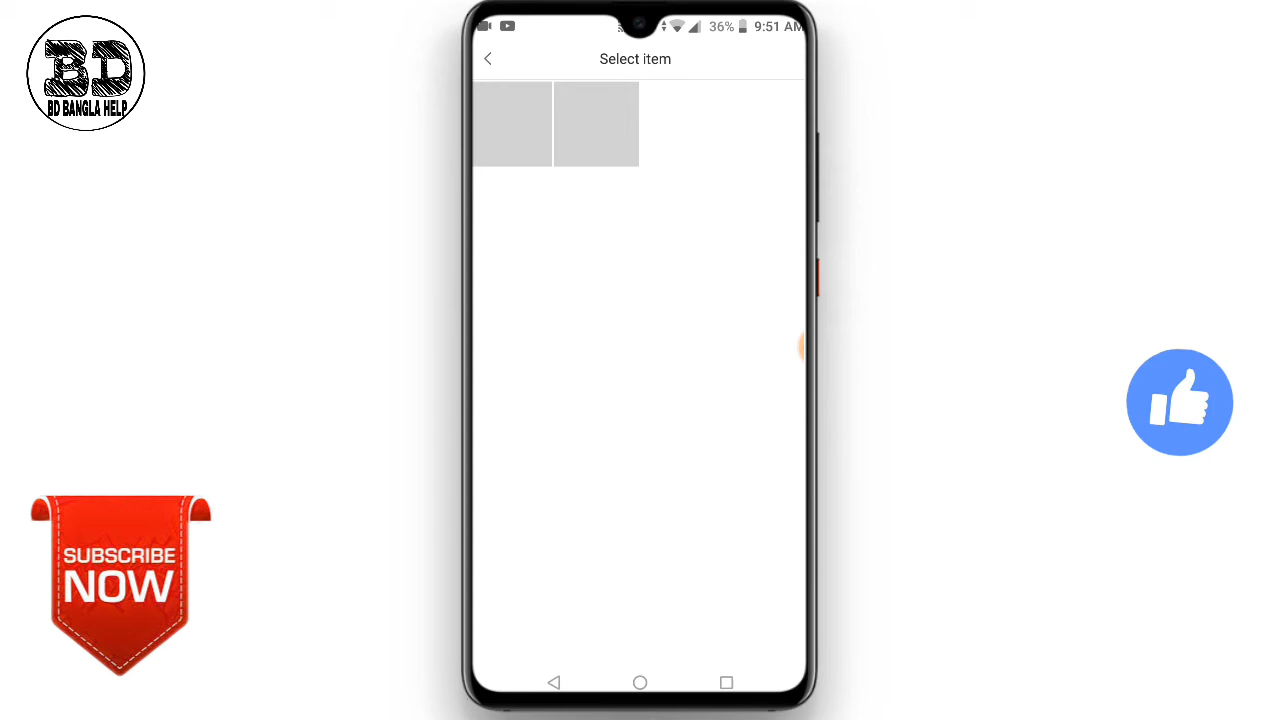 BD
BD BANGLA HELP
36% 9:51 AM
Select item
SUBSCRIBE
NOW